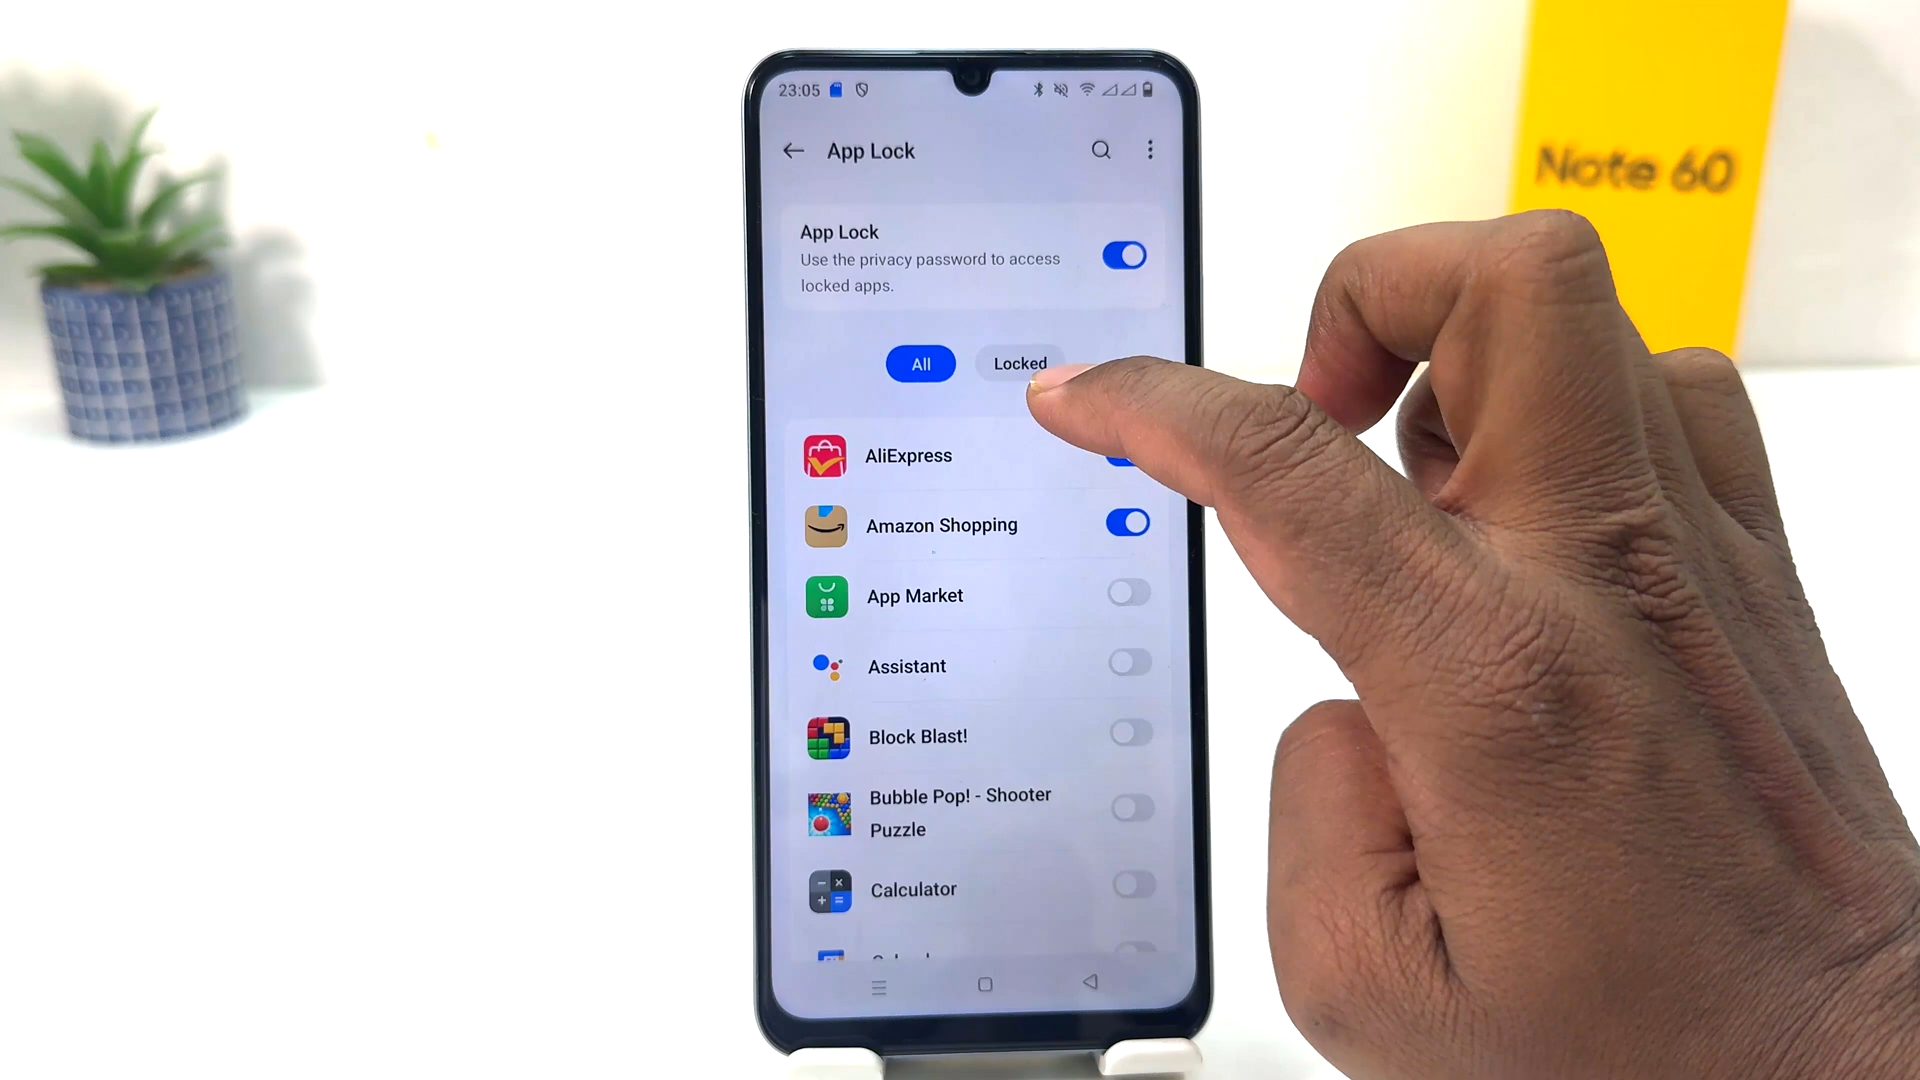 23:05
Note 60
App Lock
App Lock
Use the privacy password to access
locked apps.
All
Locked
AliExpress
Amazon Shopping
App Market
Assistant
Block Blast!
Bubble Pop! - Shooter
Puzzle
Calculator